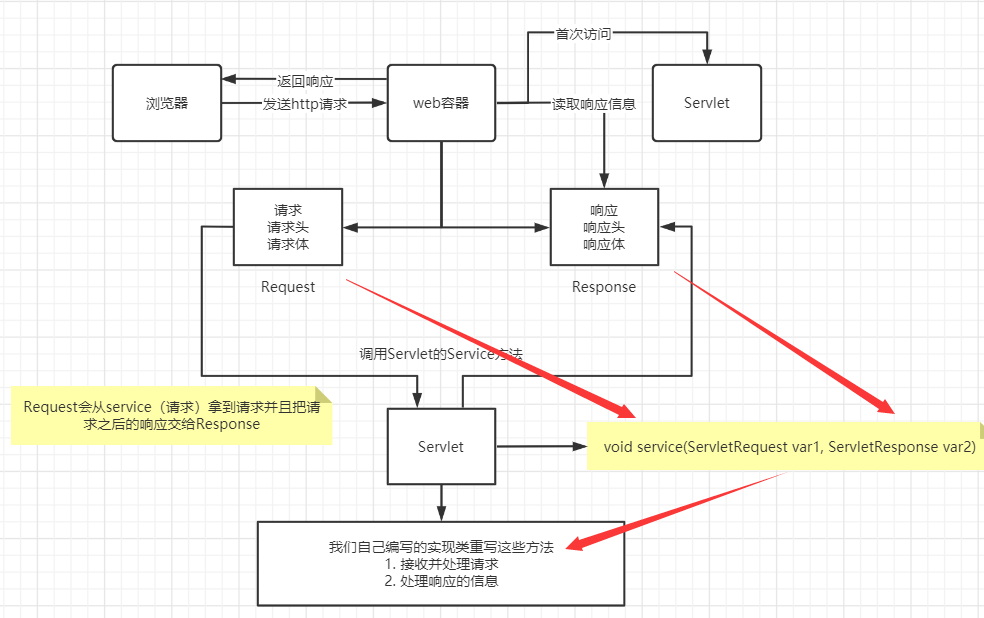 首次访问
返回响应
浏览器
发送http请求
web容器
读取响应信息
Servlet
请求
请求头
请求体
响应
响应头
响应体
Request
Response
调用Servlet的Service方法
Request会从service（请求）拿到请求并且把请
求之后的响应交给Response
Servlet
void service(ServletRequest var1, ServletResponse var2)
我们自己编写的实现类重写这些方法
1. 接收并处理请求
2. 处理响应的信息